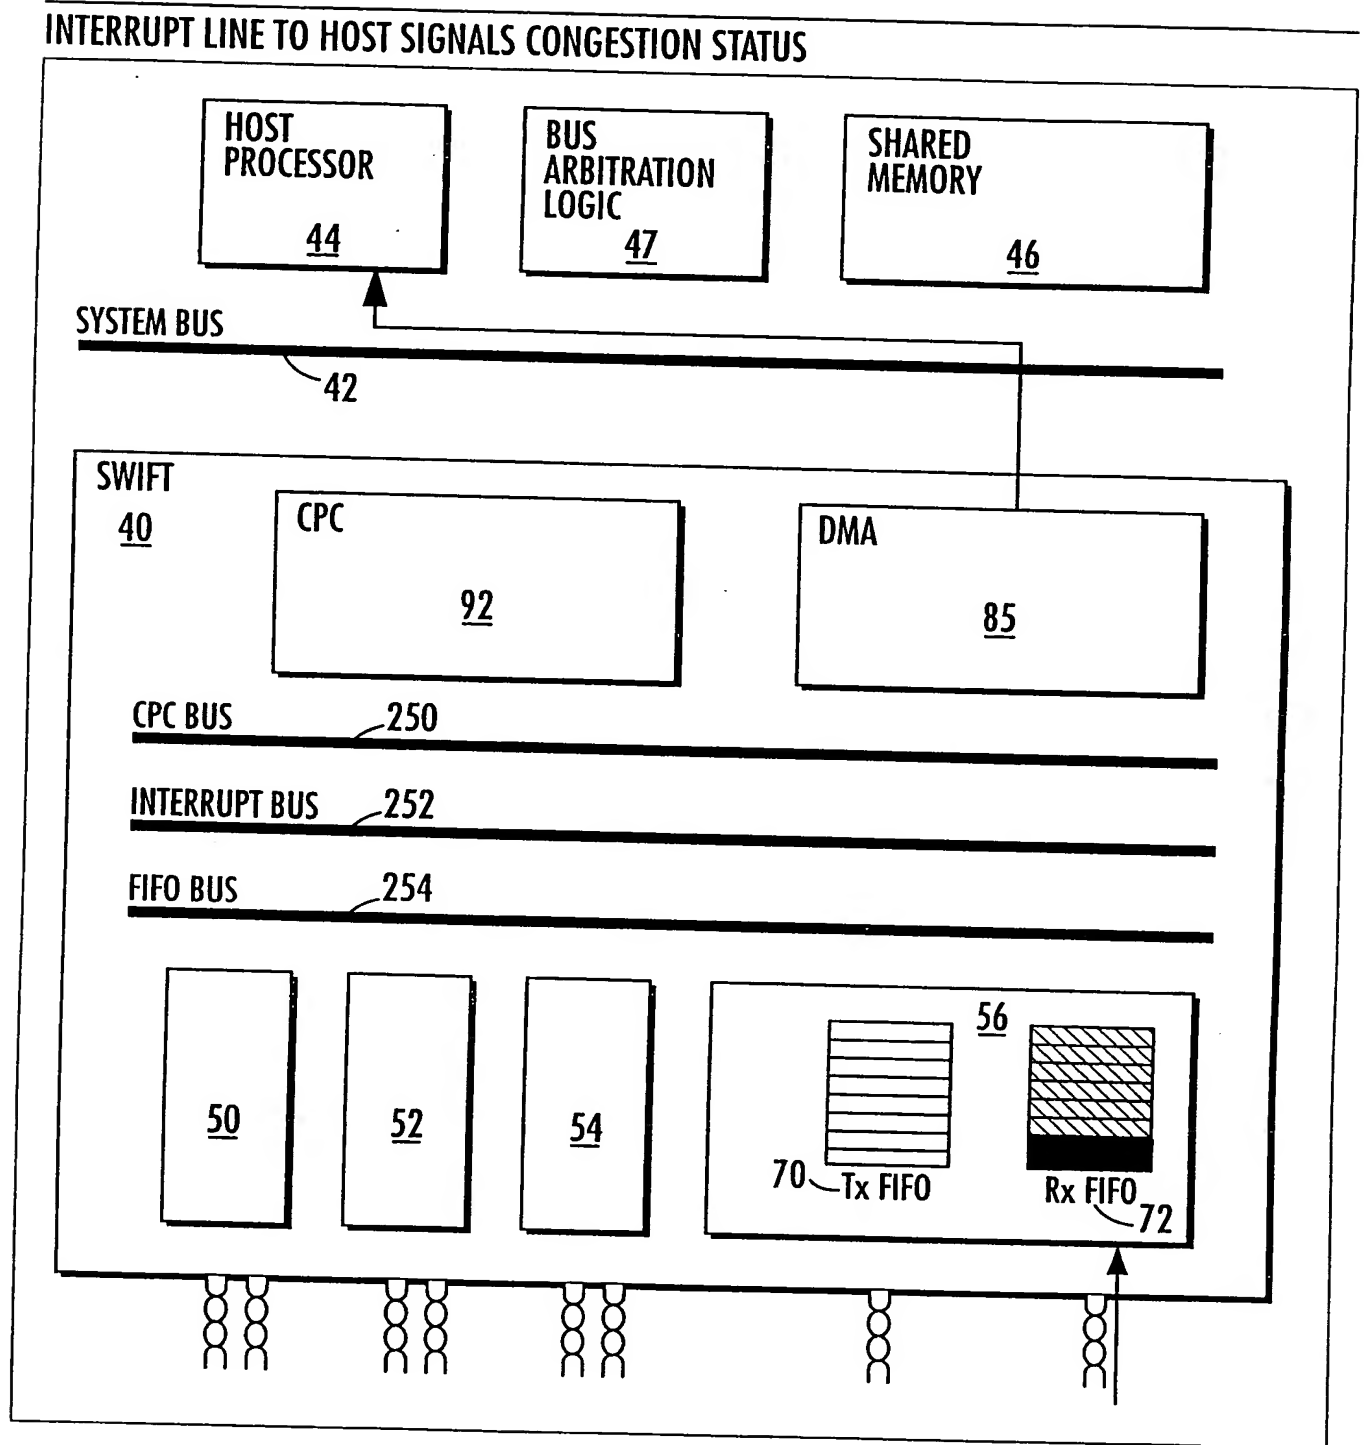 INTERRUPT LINE TO HOST SIGNALS CONGESTION STATUS
HOST
PROCESSOR
44
BUS
ARBITRATION
LOGIC
47
SHARED
MEMORY
46
SYSTEM BUS
42
SWIFT
40
CPC
92
DMA
85
CPC BUS
250
INTERRUPT BUS
252
FIFO BUS
254
50
52
54
56
70
Tx FIFO
Rx FIFO
72